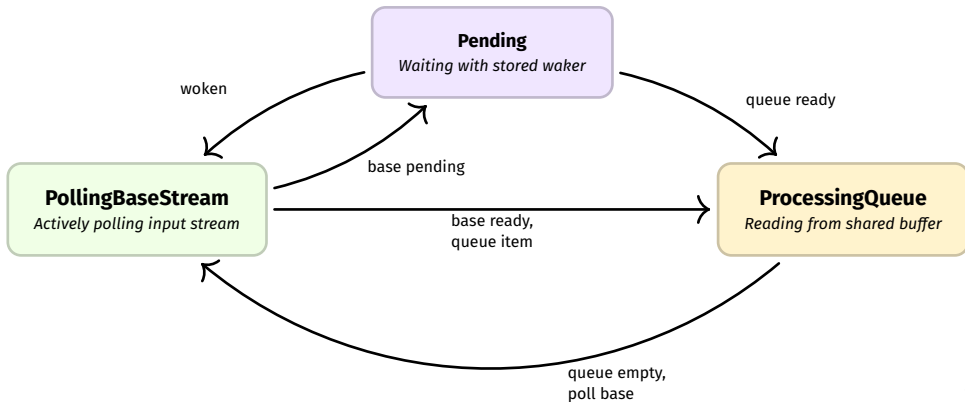 Pending
Waiting with stored waker
woken
queue ready
base pending
PollingBaseStream
Actively polling input stream
base ready,
queue item
ProcessingQueue
Reading from shared buffer
queue empty,
poll base